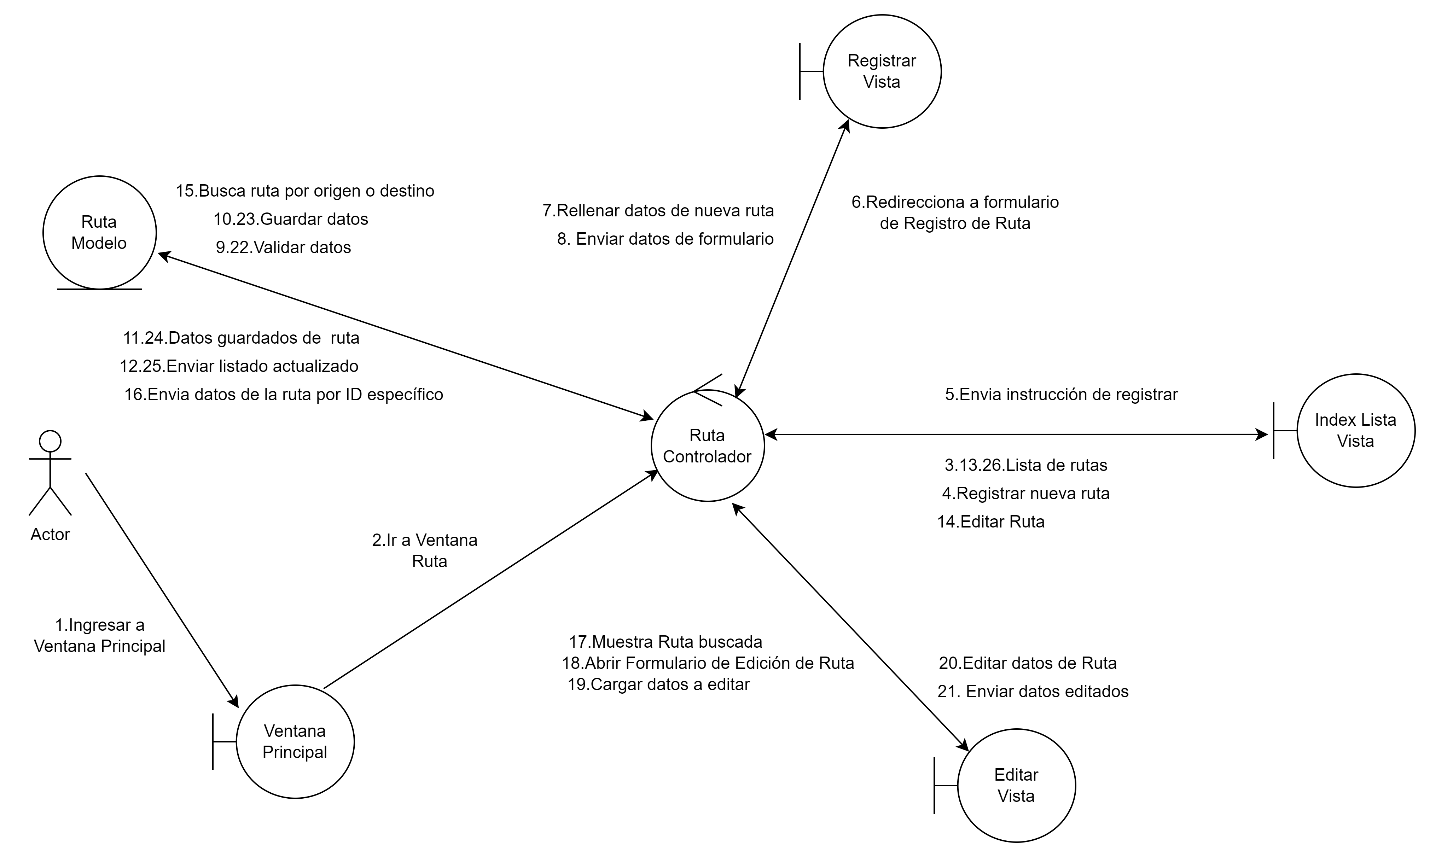 Registrar
Vista
15.Busca ruta por origen o destino
10.23.Guardar datos
9.22.Validar datos
Ruta
Modelo
7.Rellenar datos de nueva ruta
8. Enviar datos de formulario
6.Redirecciona a formulario
de Registro de Ruta
11.24.Datos guardados de  ruta
12.25.Enviar listado actualizado
16.Envia datos de la ruta por ID específico
5.Envia instrucción de registrar
Index Lista
Vista
Ruta
Controlador
3.13.26.Lista de rutas
4.Registrar nueva ruta
14.Editar Ruta
Actor
2.Ir a Ventana
Ruta
1.Ingresar a
Ventana Principal
17.Muestra Ruta buscada
18.Abrir Formulario de Edición de Ruta
19.Cargar datos a editar
20.Editar datos de Ruta
21. Enviar datos editados
Ventana
Principal
Editar
Vista